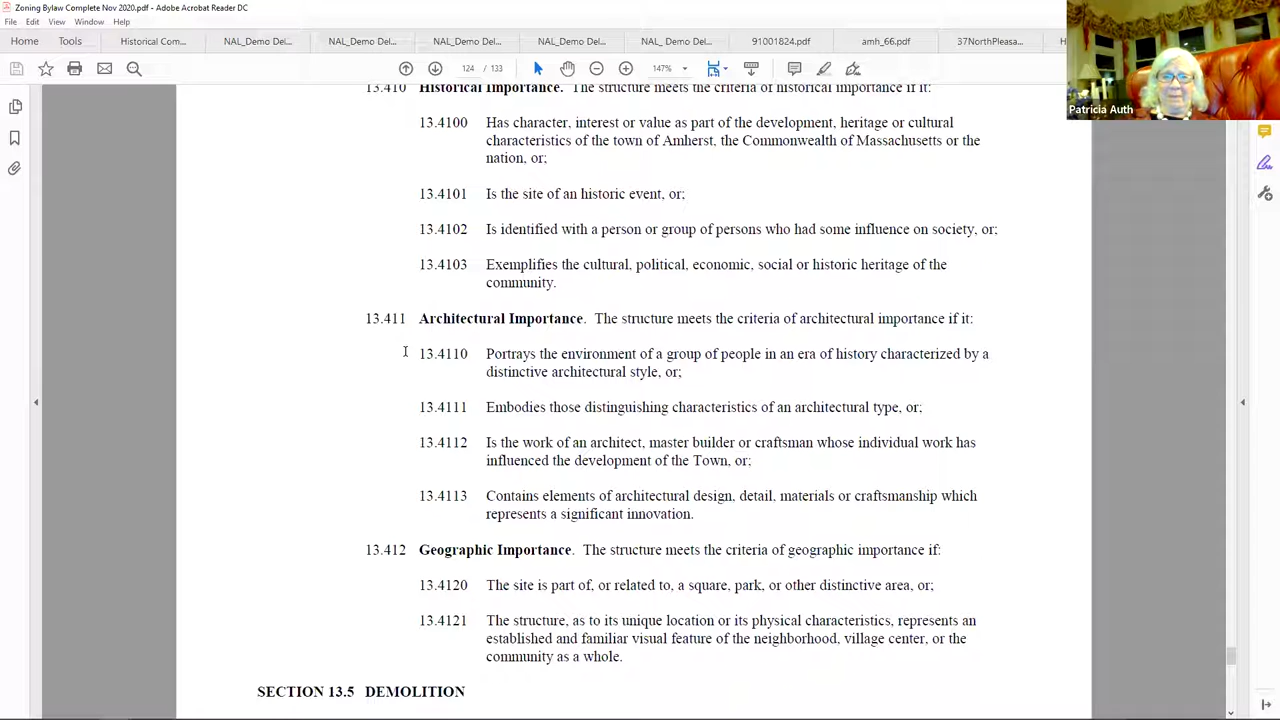 Zoning Bylaw Complete Nov 2020.pdf - Adobe Acrobat Reader DC
File Edit View Window Help
Home Tools Historical Com... NAL_Demo Del... NAL_Demo Del... NAL_Demo Del... NAL_Demo Del... NAL_ Demo Del... 91001824.pdf amh_66.pdf 37NorthPleasa...
124 / 133 147%
Patricia Auth
13.410 Historical Importance. The structure meets the criteria of historical importance if it:
13.4100 Has character, interest or value as part of the development, heritage or cultural
characteristics of the town of Amherst, the Commonwealth of Massachusetts or the
nation, or;
13.4101 Is the site of an historic event, or;
13.4102 Is identified with a person or group of persons who had some influence on society, or;
13.4103 Exemplifies the cultural, political, economic, social or historic heritage of the
community.
13.411 Architectural Importance. The structure meets the criteria of architectural importance if it:
13.4110 Portrays the environment of a group of people in an era of history characterized by a
distinctive architectural style, or;
13.4111 Embodies those distinguishing characteristics of an architectural type, or;
13.4112 Is the work of an architect, master builder or craftsman whose individual work has
influenced the development of the Town, or;
13.4113 Contains elements of architectural design, detail, materials or craftsmanship which
represents a significant innovation.
13.412 Geographic Importance. The structure meets the criteria of geographic importance if:
13.4120 The site is part of, or related to, a square, park, or other distinctive area, or;
13.4121 The structure, as to its unique location or its physical characteristics, represents an
established and familiar visual feature of the neighborhood, village center, or the
community as a whole.
SECTION 13.5 DEMOLITION